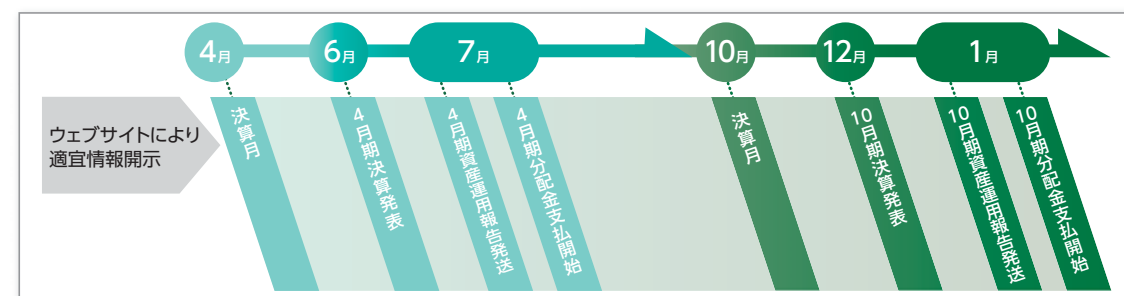 4月
6月
7月
10月
12月
1月
ウェブサイトにより
適宜情報開示
決算月
4月期決算発表
4月期資産運用報告発送
4月期分配金支払開始
決算月
10月期決算発表
10月期資産運用報告発送
10月期分配金支払開始